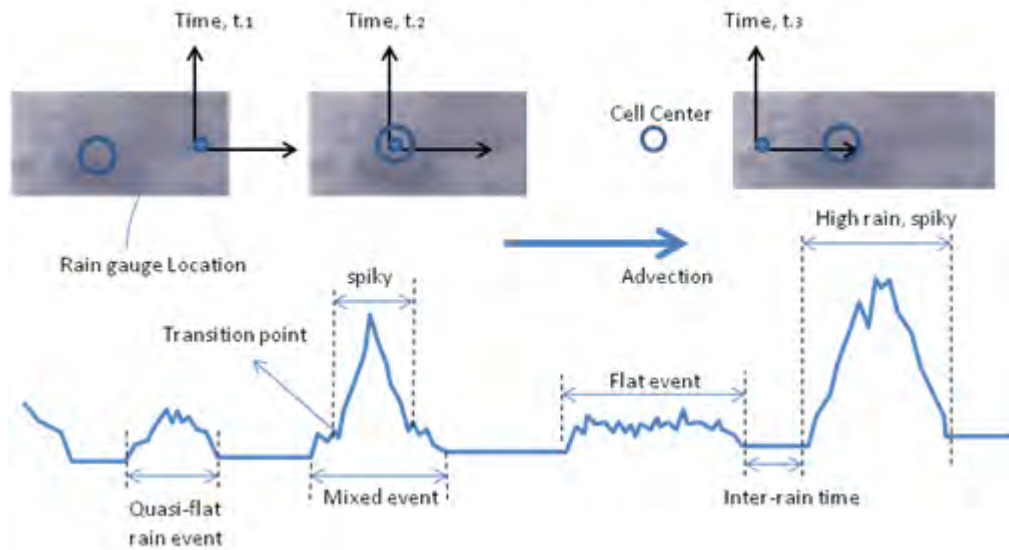 Time, t.1
Time, t.2
Time, t.3
Cell Center
High rain, spiky
Rain gauge Location
spiky
Advection
Transition point
Flat event
Quasi-flat
rain event
Mixed event
Inter-rain time